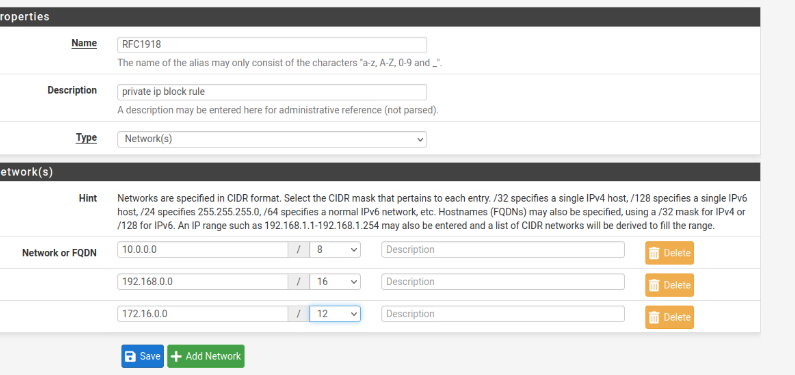 roperties
Name RFC1918
The name of the alias may only consist of the characters "a-z, A-Z, 0-9 and _".
Description private ip block rule
A description may be entered here for administrative reference (not parsed).
Type Network(s)
etwork(s)
Hint Networks are specified in CIDR format. Select the CIDR mask that pertains to each entry. /32 specifies a single IPv4 host, /128 specifies a single IPv6
host, /24 specifies 255.255.255.0, /64 specifies a normal IPv6 network, etc. Hostnames (FQDNs) may also be specified, using a /32 mask for IPv4 or
/128 for IPv6. An IP range such as 192.168.1.1-192.168.1.254 may also be entered and a list of CIDR networks will be derived to fill the range.
Network or FQDN 10.0.0.0 / 8 Description Delete
192.168.0.0 / 16 Description Delete
172.16.0.0 / 12 Description Delete
Save Add Network